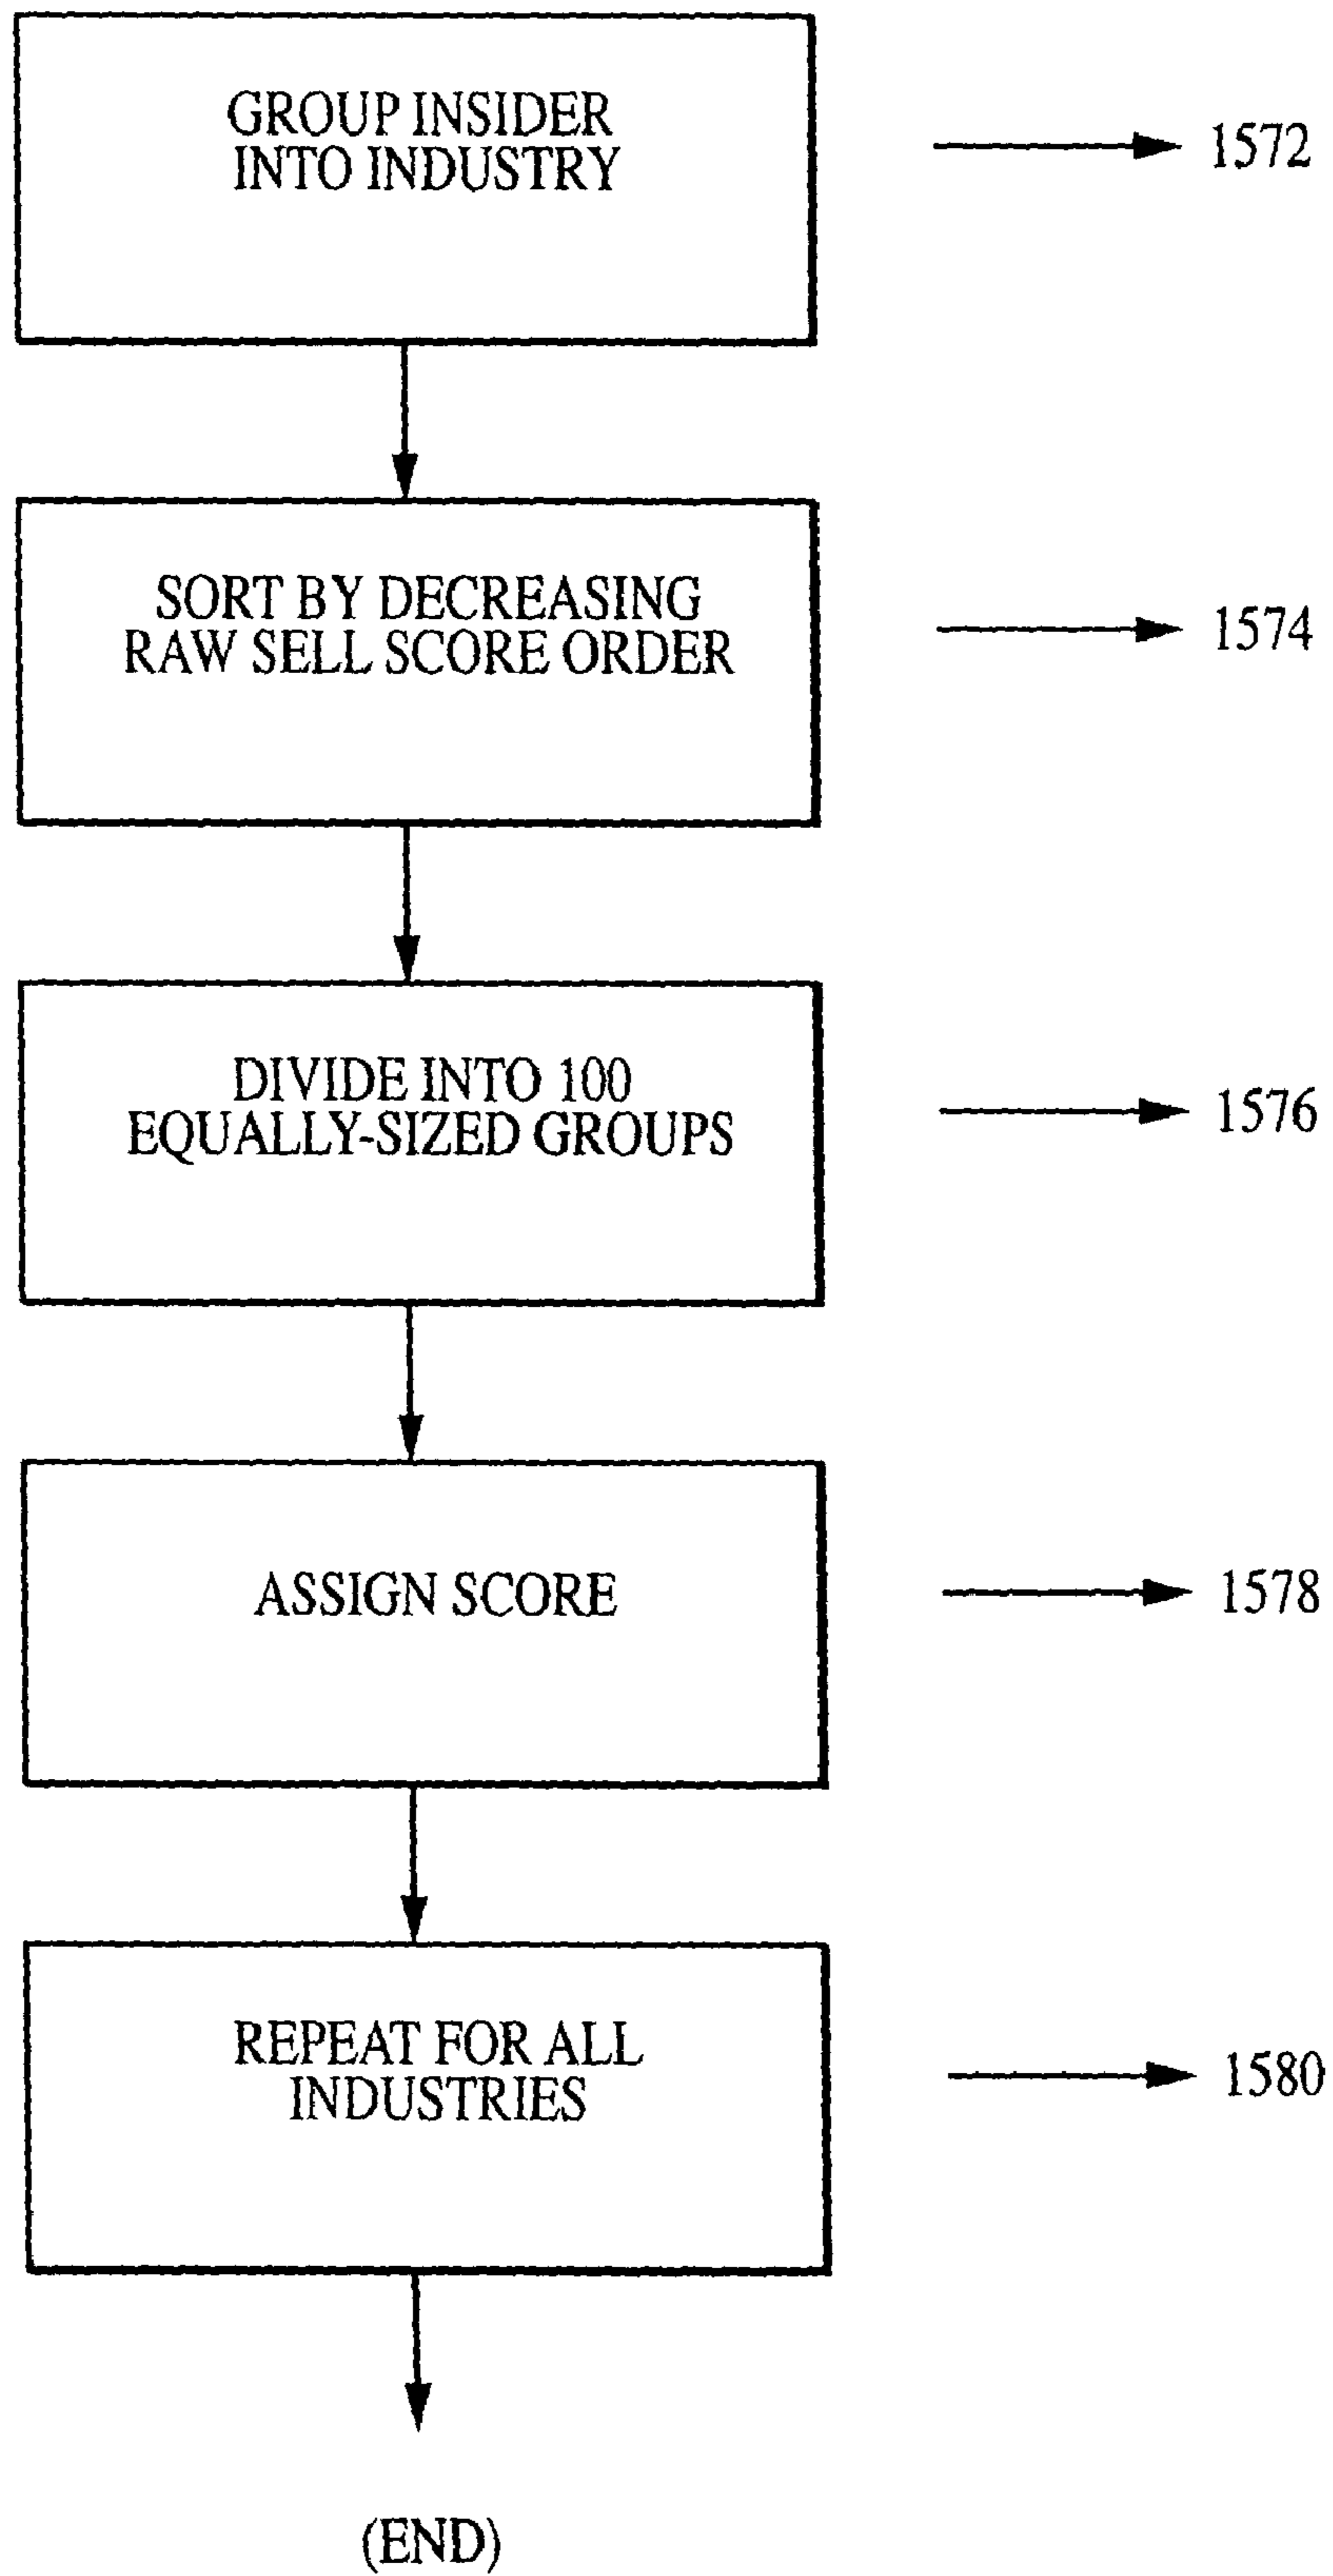 GROUP INSIDER
INTO INDUSTRY
1572
SORT BY DECREASING
RAW SELL SCORE ORDER
1574
DIVIDE INTO 100
EQUALLY-SIZED GROUPS
1576
ASSIGN SCORE
1578
REPEAT FOR ALL
INDUSTRIES
1580
(END)